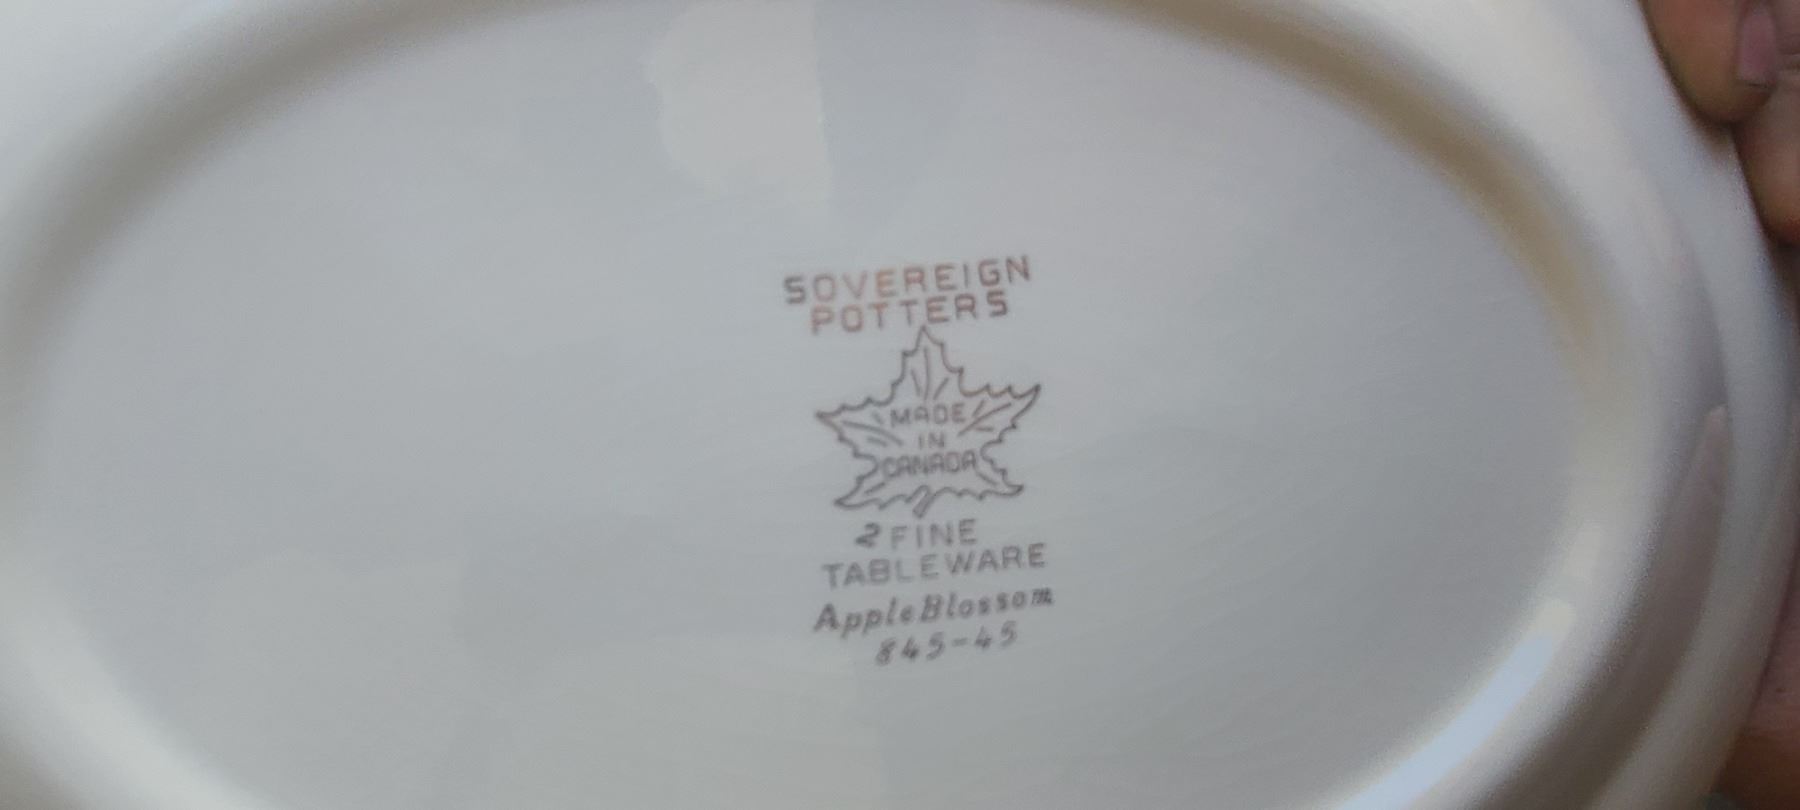 SOVEREIGN
POTTERS
MADE
IN
CANADA
2 FINE
TABLEWARE
Apple Blossom
845-45